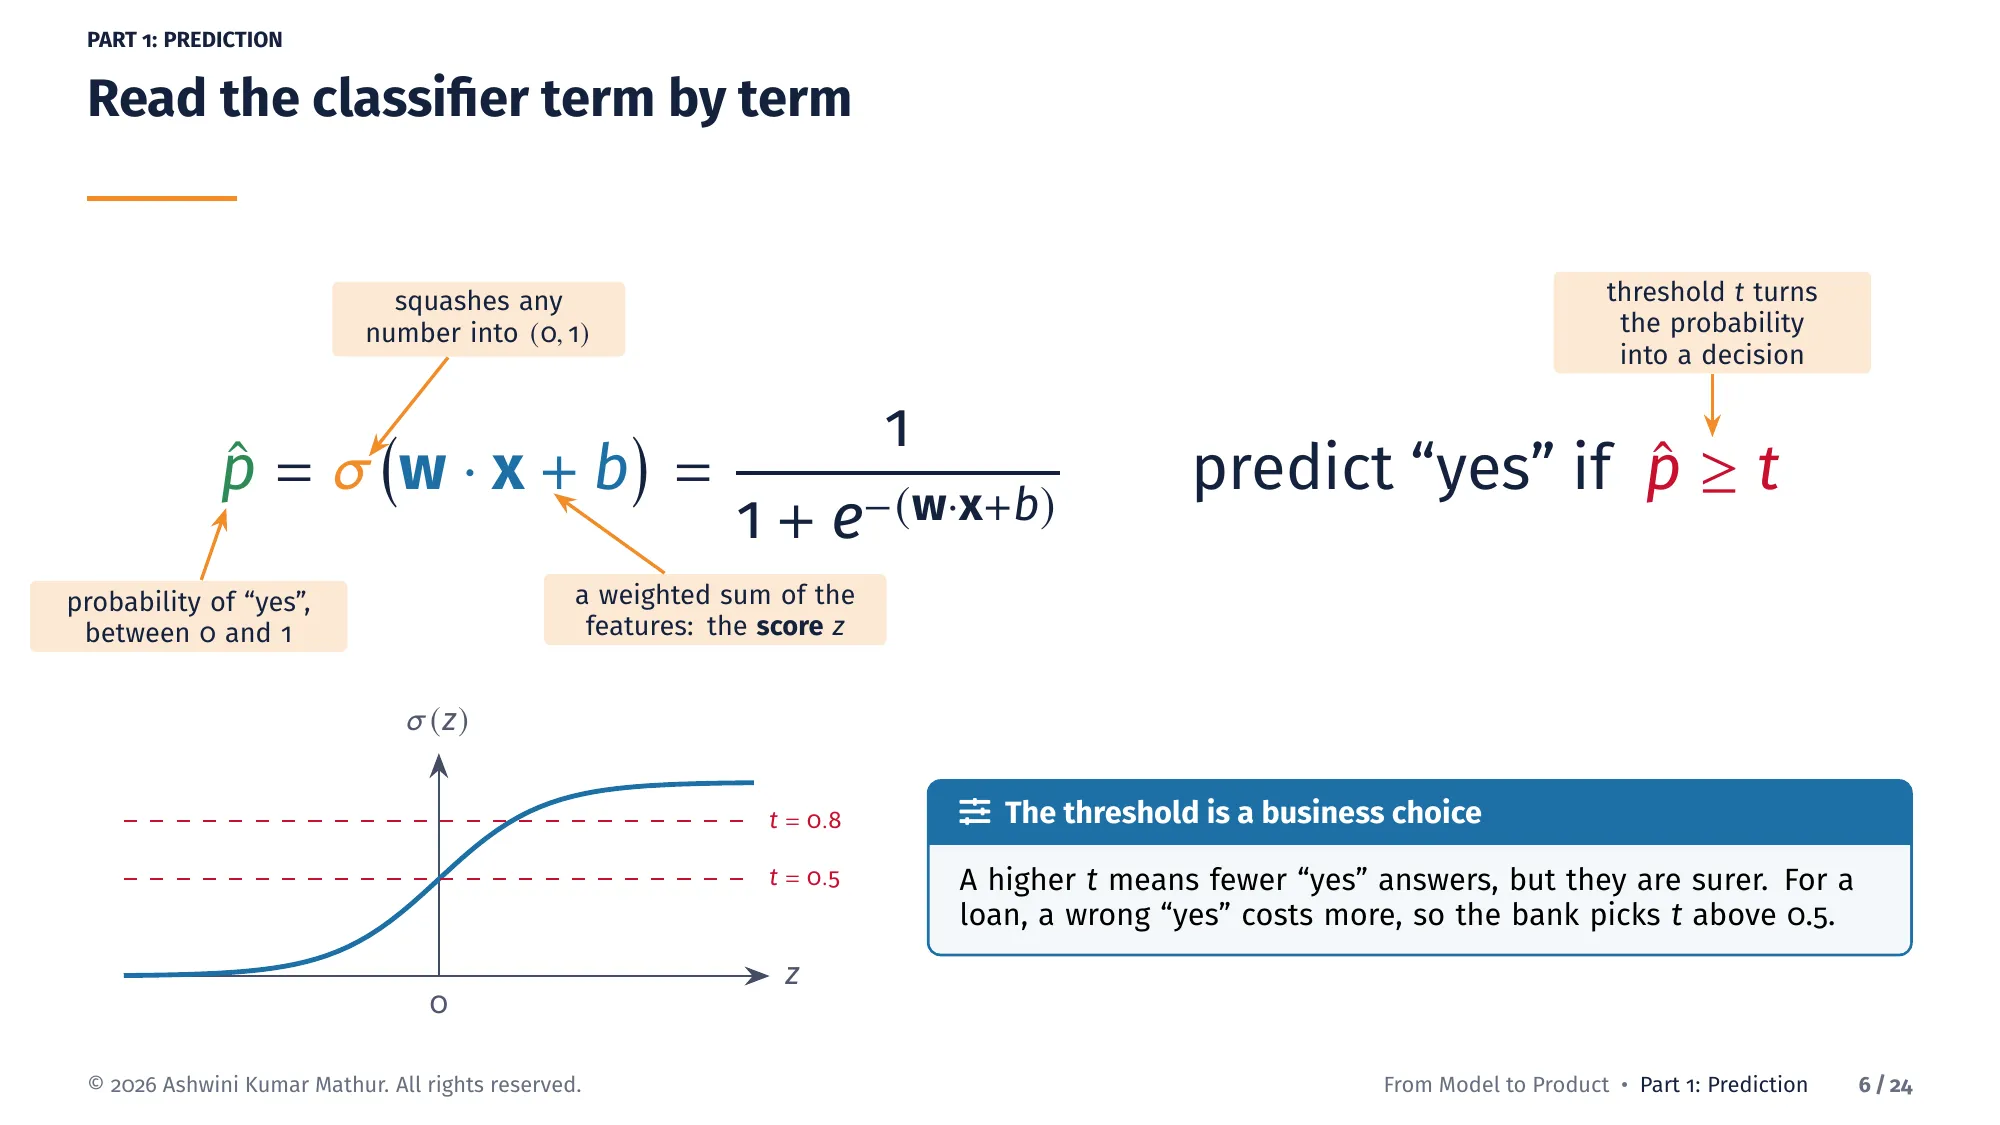 PART 1: PREDICTION
Read the classifier term by term
squashes any
number into (0, 1)
threshold t turns
the probability
into a decision
p̂ = σ(w · x + b) = 1 / (1 + e^−(w·x+b))
predict “yes” if p̂ ≥ t
probability of “yes”,
between 0 and 1
a weighted sum of the
features: the score z
σ(z)
t = 0.8
t = 0.5
z
0
The threshold is a business choice
A higher t means fewer “yes” answers, but they are surer. For a
loan, a wrong “yes” costs more, so the bank picks t above 0.5.
© 2026 Ashwini Kumar Mathur. All rights reserved.
From Model to Product • Part 1: Prediction 6 / 24